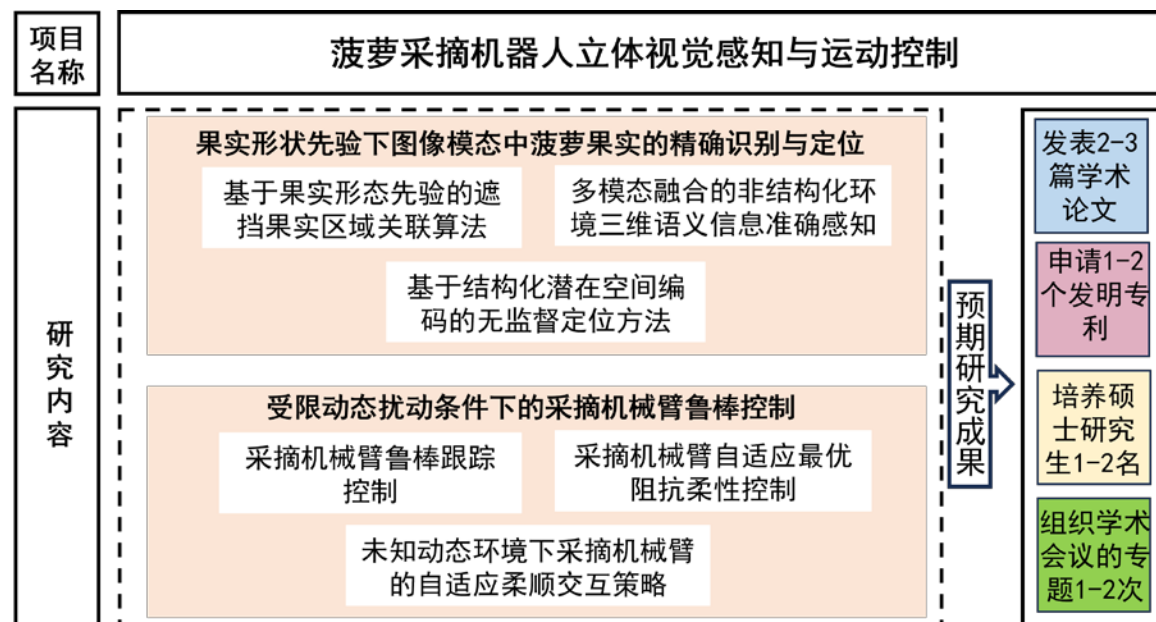 项目
名称
菠萝采摘机器人立体视觉感知与运动控制
研
究
内
容
果实形状先验下图像模态中菠萝果实的精确识别与定位
基于果实形态先验的遮
挡果实区域关联算法
多模态融合的非结构化环
境三维语义信息准确感知
基于结构化潜在空间编
码的无监督定位方法
受限动态扰动条件下的采摘机械臂鲁棒控制
采摘机械臂鲁棒跟踪
控制
采摘机械臂自适应最优
阻抗柔性控制
未知动态环境下采摘机械臂
的自适应柔顺交互策略
预
期
研
究
成
果
发表2-3
篇学术
论文
申请1-2
个发明专
利
培养硕
士研究
生1-2名
组织学术
会议的专
题1-2次